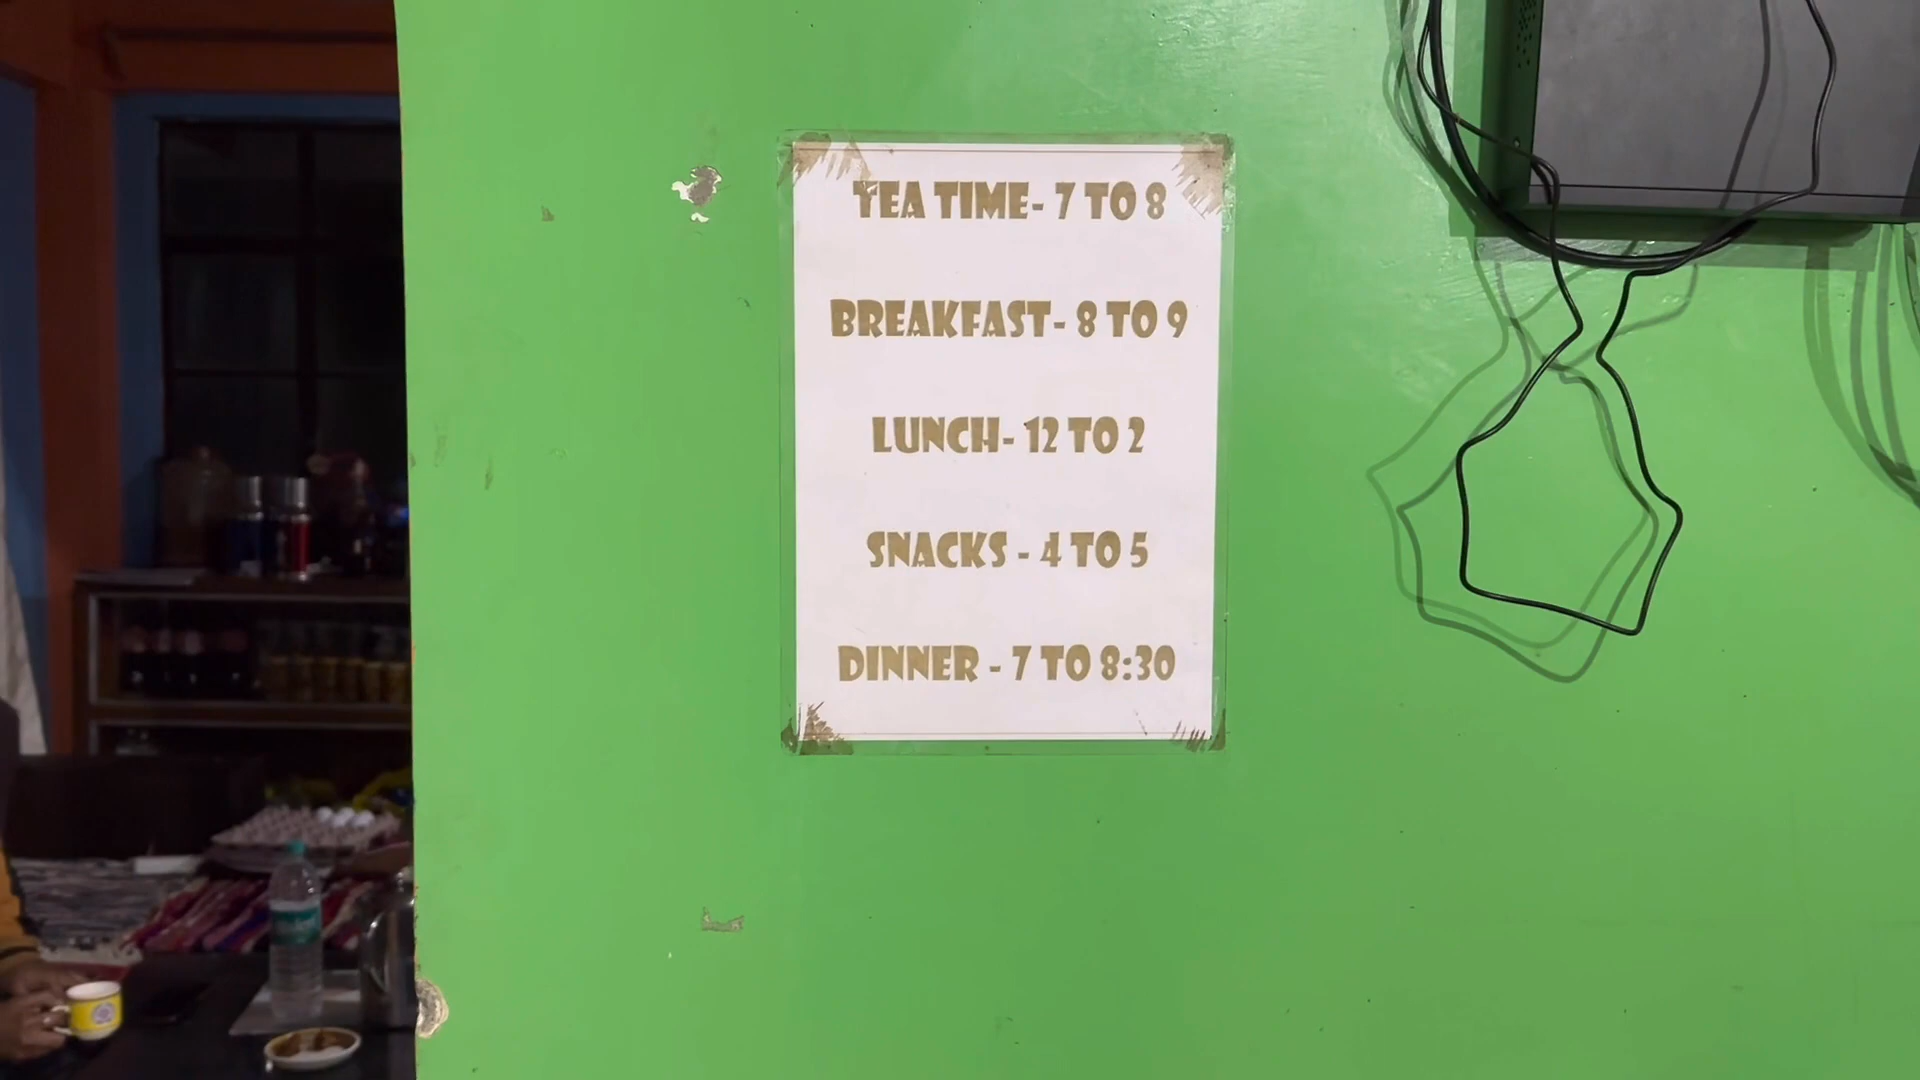 TEA TIME- 7 TO 8
BREAKFAST- 8 TO 9
LUNCH- 12 TO 2
SNACKS - 4 TO 5
DINNER - 7 TO 8:30